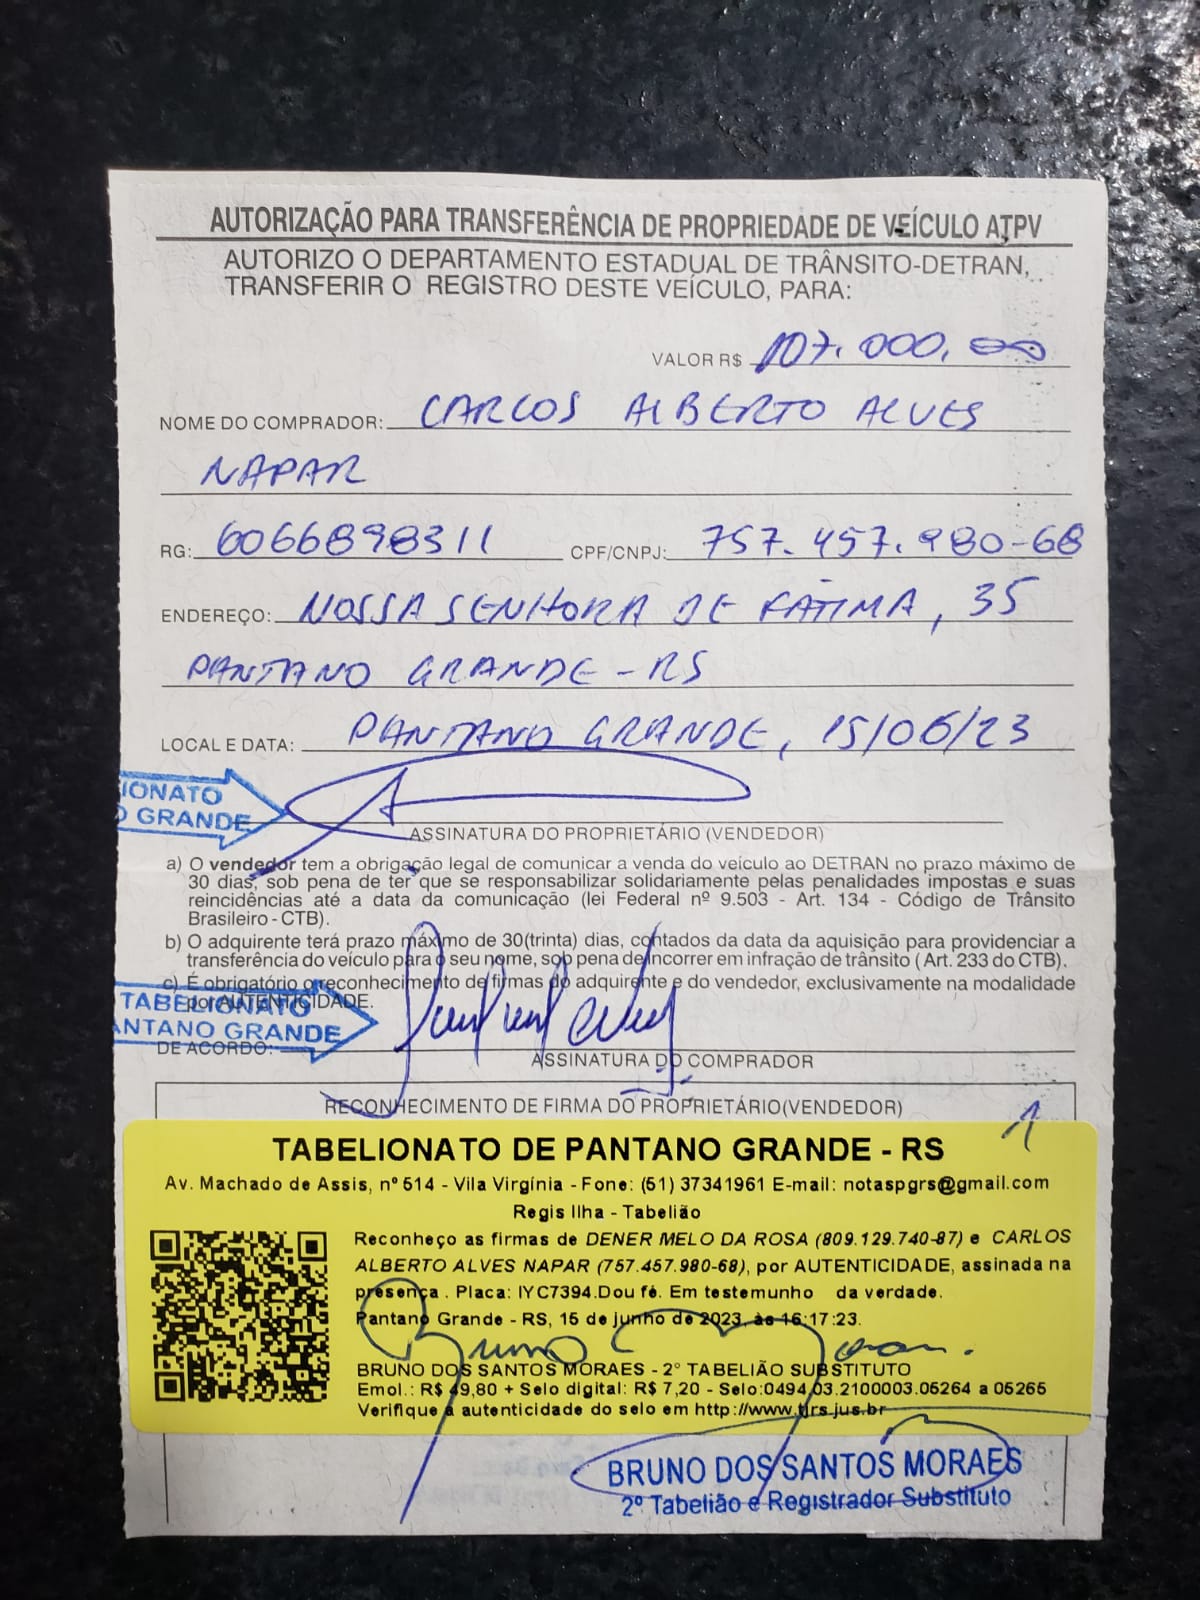 AUTORIZAÇÃO PARA TRANSFERÊNCIA DE PROPRIEDADE DE VEÍCULO ATPV
AUTORIZO O DEPARTAMENTO ESTADUAL DE TRÂNSITO-DETRAN,
TRANSFERIR O REGISTRO DESTE VEÍCULO, PARA:
VALOR R$ 107.000,00
NOME DO COMPRADOR: CARLOS ALBERTO ALVES
NAPAR
RG: 6066898311 CPF/CNPJ: 757.457.980-68
ENDEREÇO: NOSSA SENHORA DE FATIMA, 35
PANTANO GRANDE-RS
LOCAL E DATA: PANTANO GRANDE, 15/06/23
IONATO
O GRANDE
ASSINATURA DO PROPRIETÁRIO (VENDEDOR)
a) O vendedor tem a obrigação legal de comunicar a venda do veículo ao DETRAN no prazo máximo de
30 dias, sob pena de ter que se responsabilizar solidariamente pelas penalidades impostas e suas
reincidências até a data da comunicação (lei Federal nº 9.503 - Art. 134 - Código de Trânsito
Brasileiro - CTB).
b) O adquirente terá prazo máximo de 30(trinta) dias, contados da data da aquisição para providenciar a
transferência do veículo para o seu nome, sob pena de incorrer em infração de trânsito (Art. 233 do CTB).
c) É obrigatório o reconhecimento de firmas do adquirente e do vendedor, exclusivamente na modalidade
por AUTENTICIDADE.
TABELIONATO
ANTANO GRANDE
DE ACORDO:
ASSINATURA DO COMPRADOR
RECONHECIMENTO DE FIRMA DO PROPRIETÁRIO(VENDEDOR)
1
TABELIONATO DE PANTANO GRANDE - RS
Av. Machado de Assis, nº 514 - Vila Virgínia - Fone: (51) 37341961 E-mail: notaspgrs@gmail.com
Regis Ilha - Tabelião
Reconheço as firmas de DENER MELO DA ROSA (809.129.740-87) e CARLOS
ALBERTO ALVES NAPAR (757.457.980-68), por AUTENTICIDADE, assinada na
presença . Placa: IYC7394.Dou fé. Em testemunho da verdade.
Pantano Grande - RS, 15 de junho de 2023, às 16:17:23.
BRUNO DOS SANTOS MORAES - 2º TABELIÃO SUBSTITUTO
Emol.: R$ 49,80 + Selo digital: R$ 7,20 - Selo:0494.03.2100003.05264 a 05265
Verifique a autenticidade do selo em http://www.tjrs.jus.br
BRUNO DOS SANTOS MORAES
2º Tabelião e Registrador Substituto